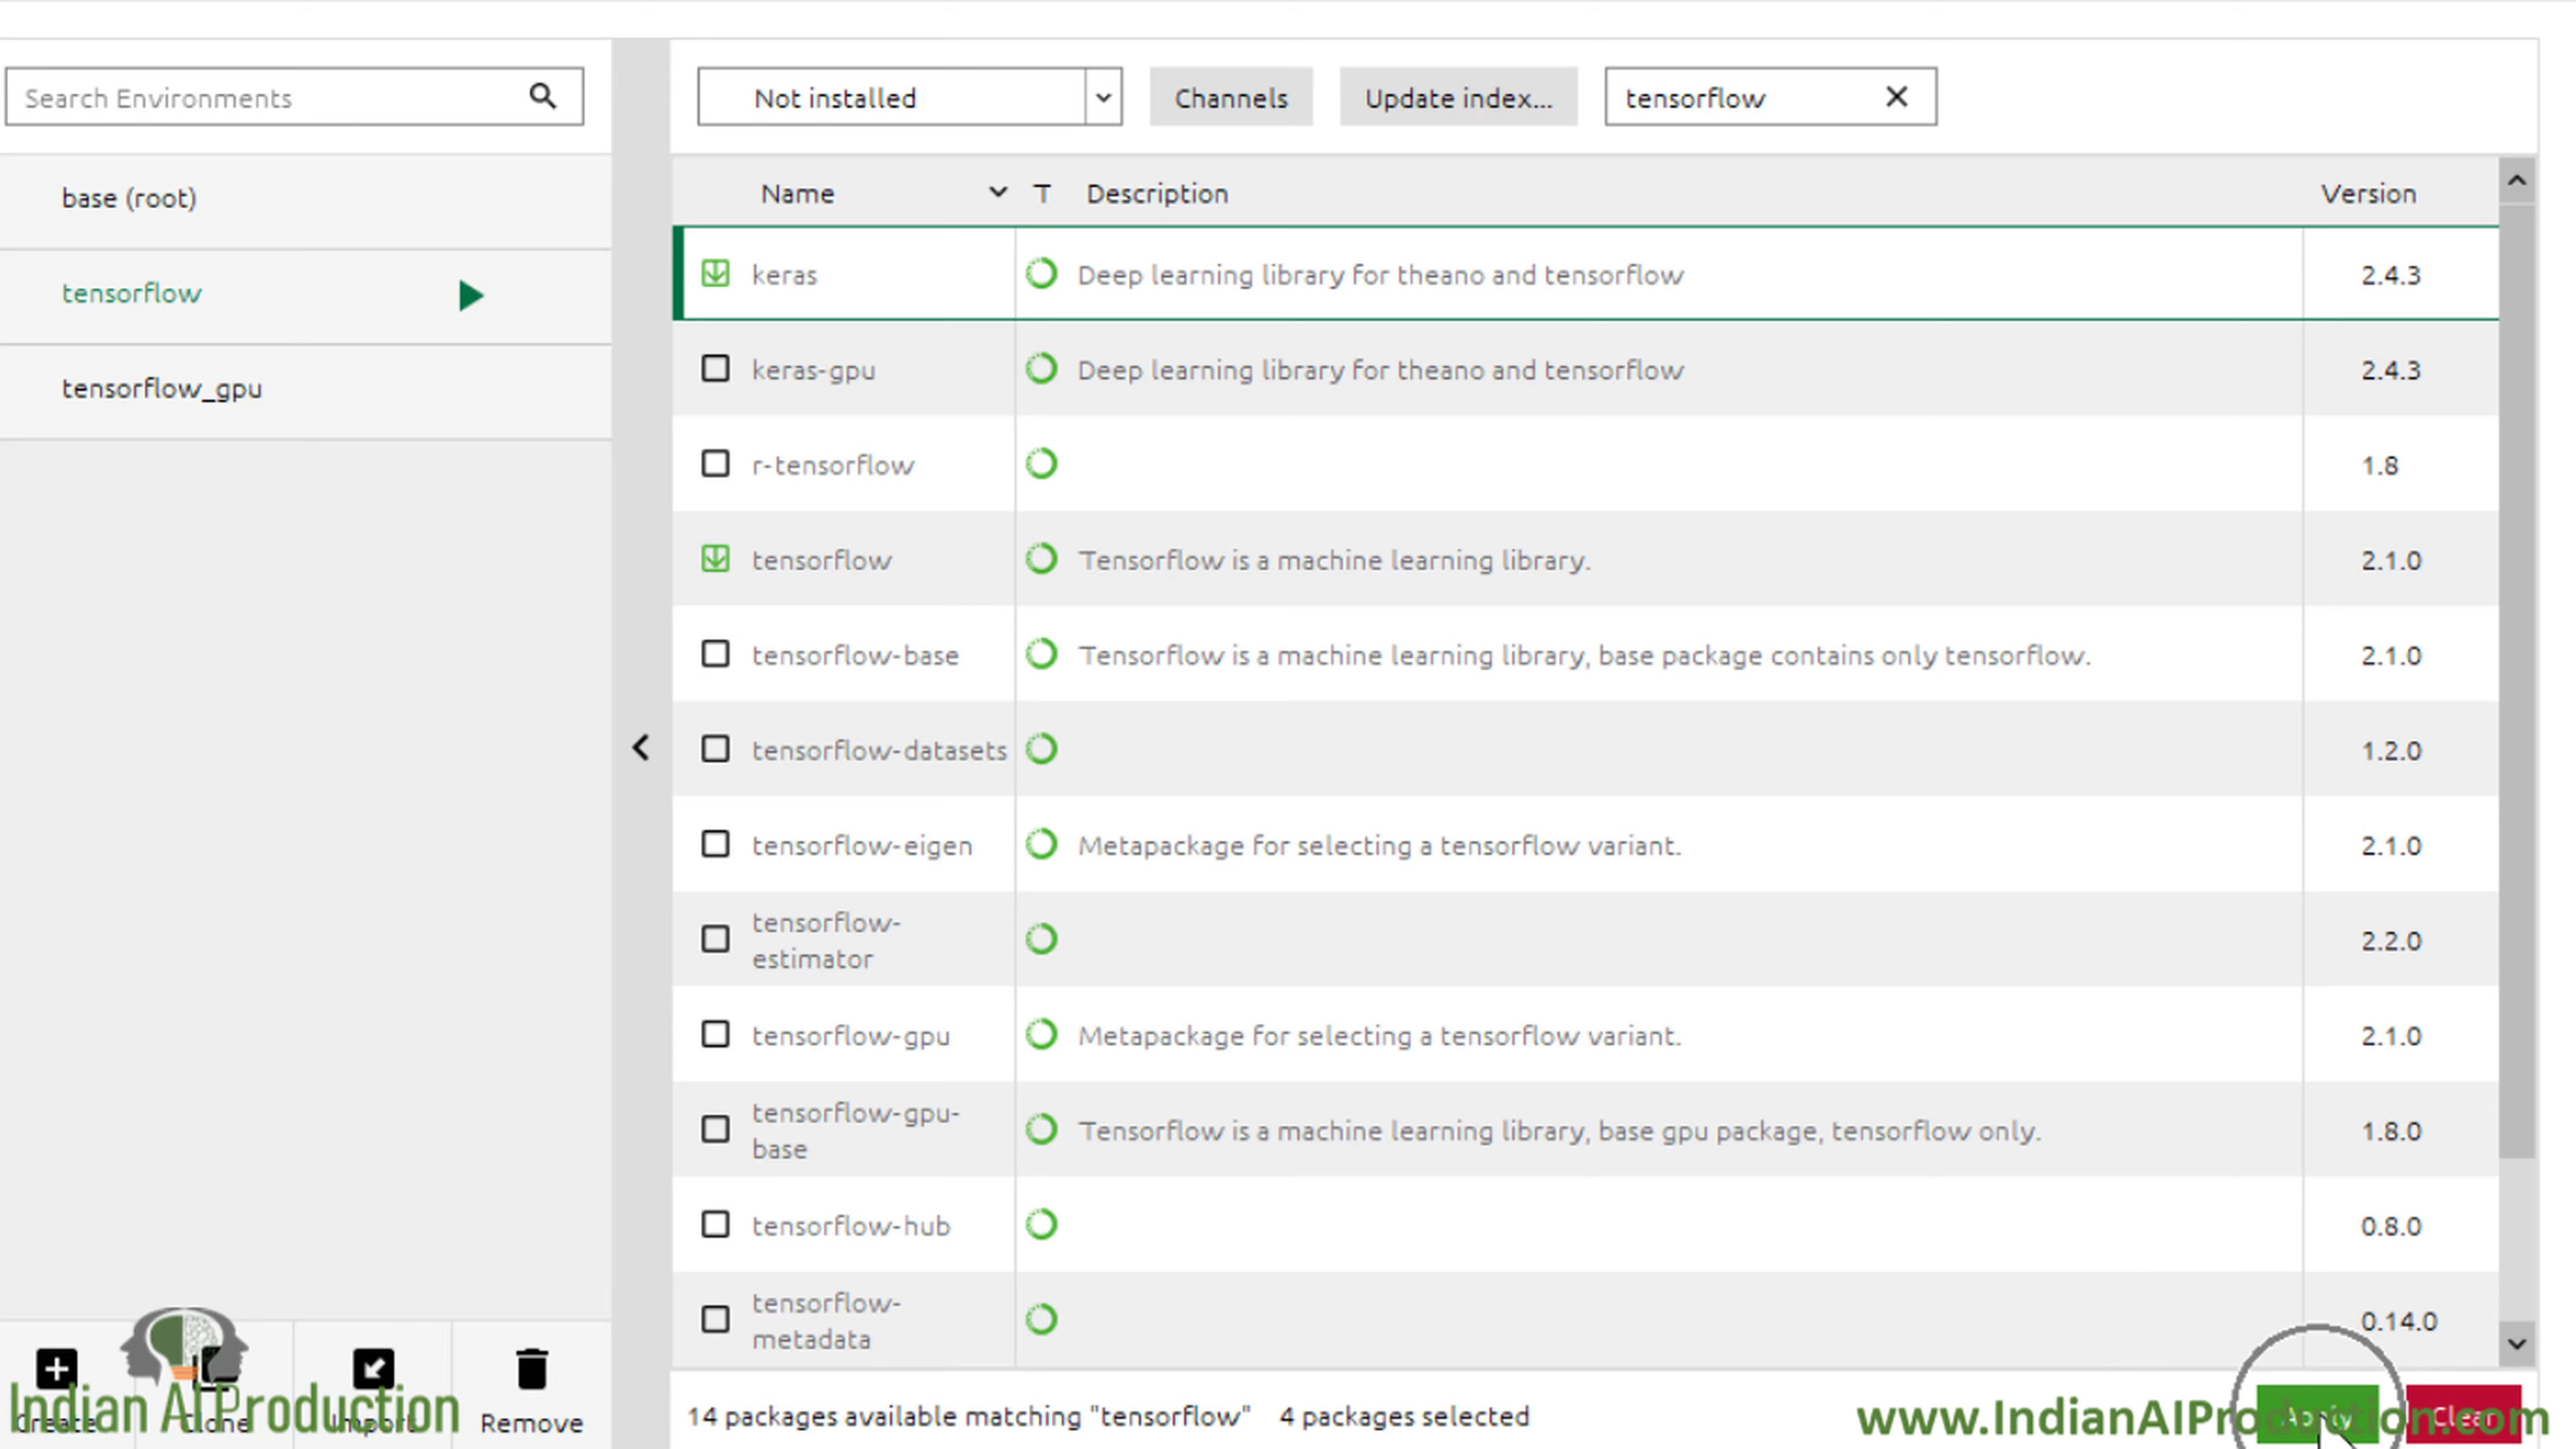 Search Environments
Not installed
Channels
Update index...
tensorflow
base (root)
tensorflow
tensorflow_gpu
Name T Description Version
keras Deep learning library for theano and tensorflow 2.4.3
keras-gpu Deep learning library for theano and tensorflow 2.4.3
r-tensorflow 1.8
tensorflow Tensorflow is a machine learning library. 2.1.0
tensorflow-base Tensorflow is a machine learning library, base package contains only tensorflow. 2.1.0
tensorflow-datasets 1.2.0
tensorflow-eigen Metapackage for selecting a tensorflow variant. 2.1.0
tensorflow-
estimator 2.2.0
tensorflow-gpu Metapackage for selecting a tensorflow variant. 2.1.0
tensorflow-gpu-
base Tensorflow is a machine learning library, base gpu package, tensorflow only. 1.8.0
tensorflow-hub 0.8.0
tensorflow-
metadata 0.14.0
Create Clone Import Remove
Indian AI Production
14 packages available matching "tensorflow" 4 packages selected
Apply Clear
www.IndianAIProduction.com